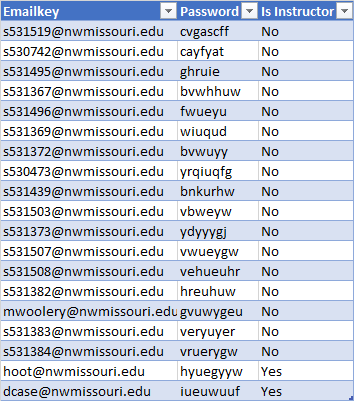 Emailkey Password Is Instructor
s531519@nwmissouri.edu cvgascff No
s530742@nwmissouri.edu cayfyat No
s531495@nwmissouri.edu ghruie No
s531367@nwmissouri.edu bvwhhuw No
s531496@nwmissouri.edu fwueyu No
s531369@nwmissouri.edu wiuqud No
s531372@nwmissouri.edu bvwuyy No
s530473@nwmissouri.edu yrqiuqfg No
s531439@nwmissouri.edu bnkurhw No
s531503@nwmissouri.edu vbweyw No
s531373@nwmissouri.edu ydyyygj No
s531507@nwmissouri.edu vwueygw No
s531508@nwmissouri.edu vehueuhr No
s531382@nwmissouri.edu hreuhuw No
mwoolery@nwmissouri.edu gvuwygeu No
s531383@nwmissouri.edu veryuyer No
s531384@nwmissouri.edu vruerygw No
hoot@nwmissouri.edu hyuegyyw Yes
dcase@nwmissouri.edu iueuwuuf Yes